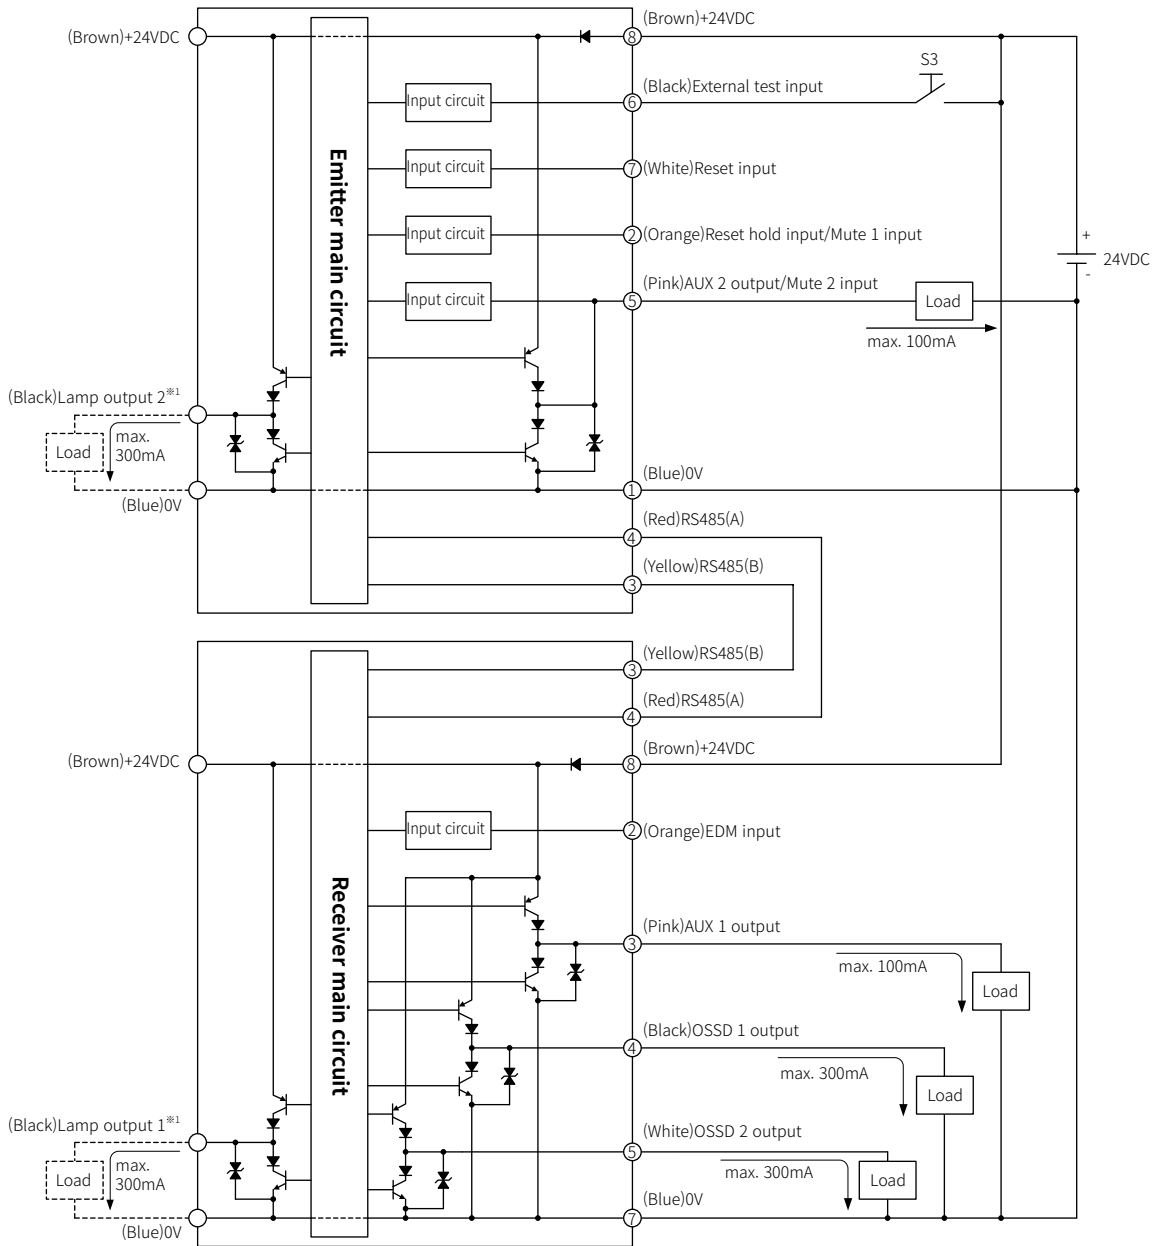 (Brown)+24VDC
(Brown)+24VDC
8
S3
(Black)External test input
Input circuit
6
Input circuit
7
(White)Reset input
Emitter main circuit
Input circuit
2
(Orange)Reset hold input/Mute 1 input
+
24VDC
-
(Pink)AUX 2 output/Mute 2 input
Input circuit
5
Load
max. 100mA
(Black)Lamp output 2※1
Load
max.
300mA
(Blue)0V
(Blue)0V
1
(Red)RS485(A)
4
(Yellow)RS485(B)
3
(Yellow)RS485(B)
3
(Red)RS485(A)
4
(Brown)+24VDC
(Brown)+24VDC
8
Input circuit
2
(Orange)EDM input
Receiver main circuit
(Pink)AUX 1 output
3
max. 100mA
Load
(Black)OSSD 1 output
4
max. 300mA
Load
(Black)Lamp output 1※1
Load
max.
300mA
(White)OSSD 2 output
5
max. 300mA
Load
(Blue)0V
7
(Blue)0V